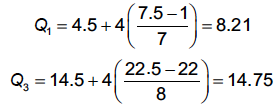 Q₁ = 4.5 + 4(7.5 − 1 / 7) = 8.21
Q₃ = 14.5 + 4(22.5 − 22 / 8) = 14.75